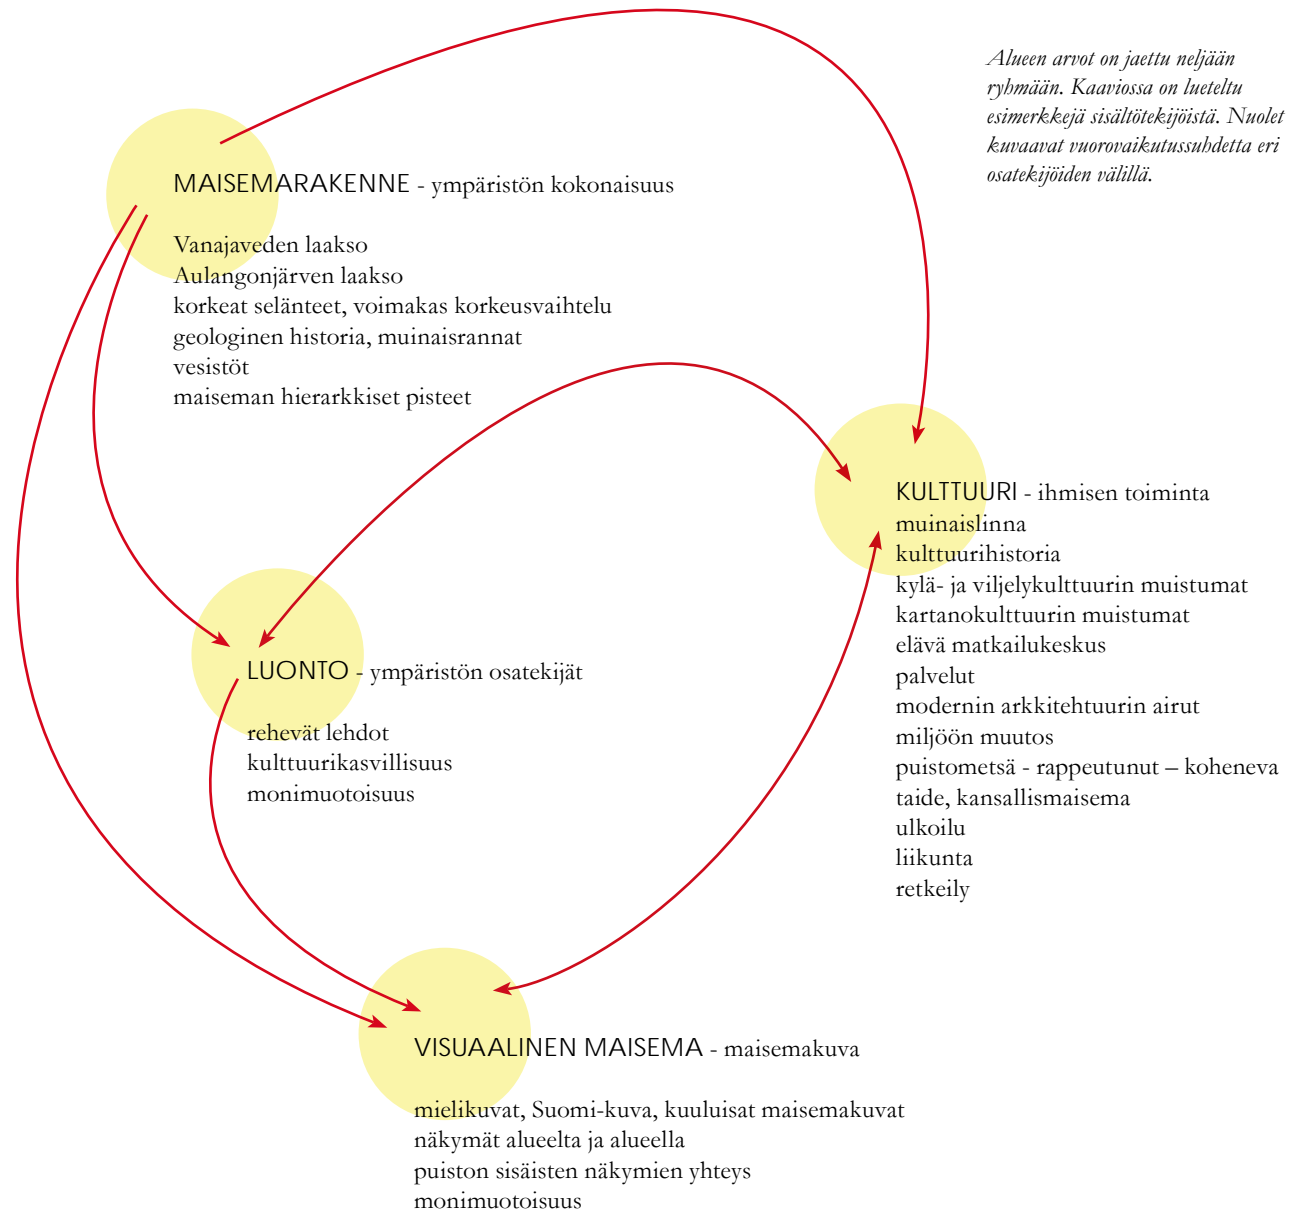 Alueen arvot on jaettu neljään
ryhmään. Kaaviossa on lueteltu
esimerkkejä sisältötekijöistä. Nuolet
kuvaavat vuorovaikutussuhdetta eri
osatekijöiden välillä.
MAISEMARAKENNE - ympäristön kokonaisuus
Vanajaveden laakso
Aulangonjärven laakso
korkeat selänteet, voimakas korkeusvaihtelu
geologinen historia, muinaisrannat
vesistöt
maiseman hierarkkiset pisteet
KULTTUURI - ihmisen toiminta
muinaislinna
kulttuurihistoria
kylä- ja viljelykulttuurin muistumat
kartanokulttuurin muistumat
elävä matkailukeskus
palvelut
modernin arkkitehtuurin airut
miljöön muutos
puistometsä - rappeutunut – koheneva
taide, kansallismaisema
ulkoilu
liikunta
retkeily
LUONTO - ympäristön osatekijät
rehevät lehdot
kulttuurikasvillisuus
monimuotoisuus
VISUAALINEN MAISEMA - maisemakuva
mielikuvat, Suomi-kuva, kuuluisat maisemakuvat
näkymät alueelta ja alueella
puiston sisäisten näkymien yhteys
monimuotoisuus